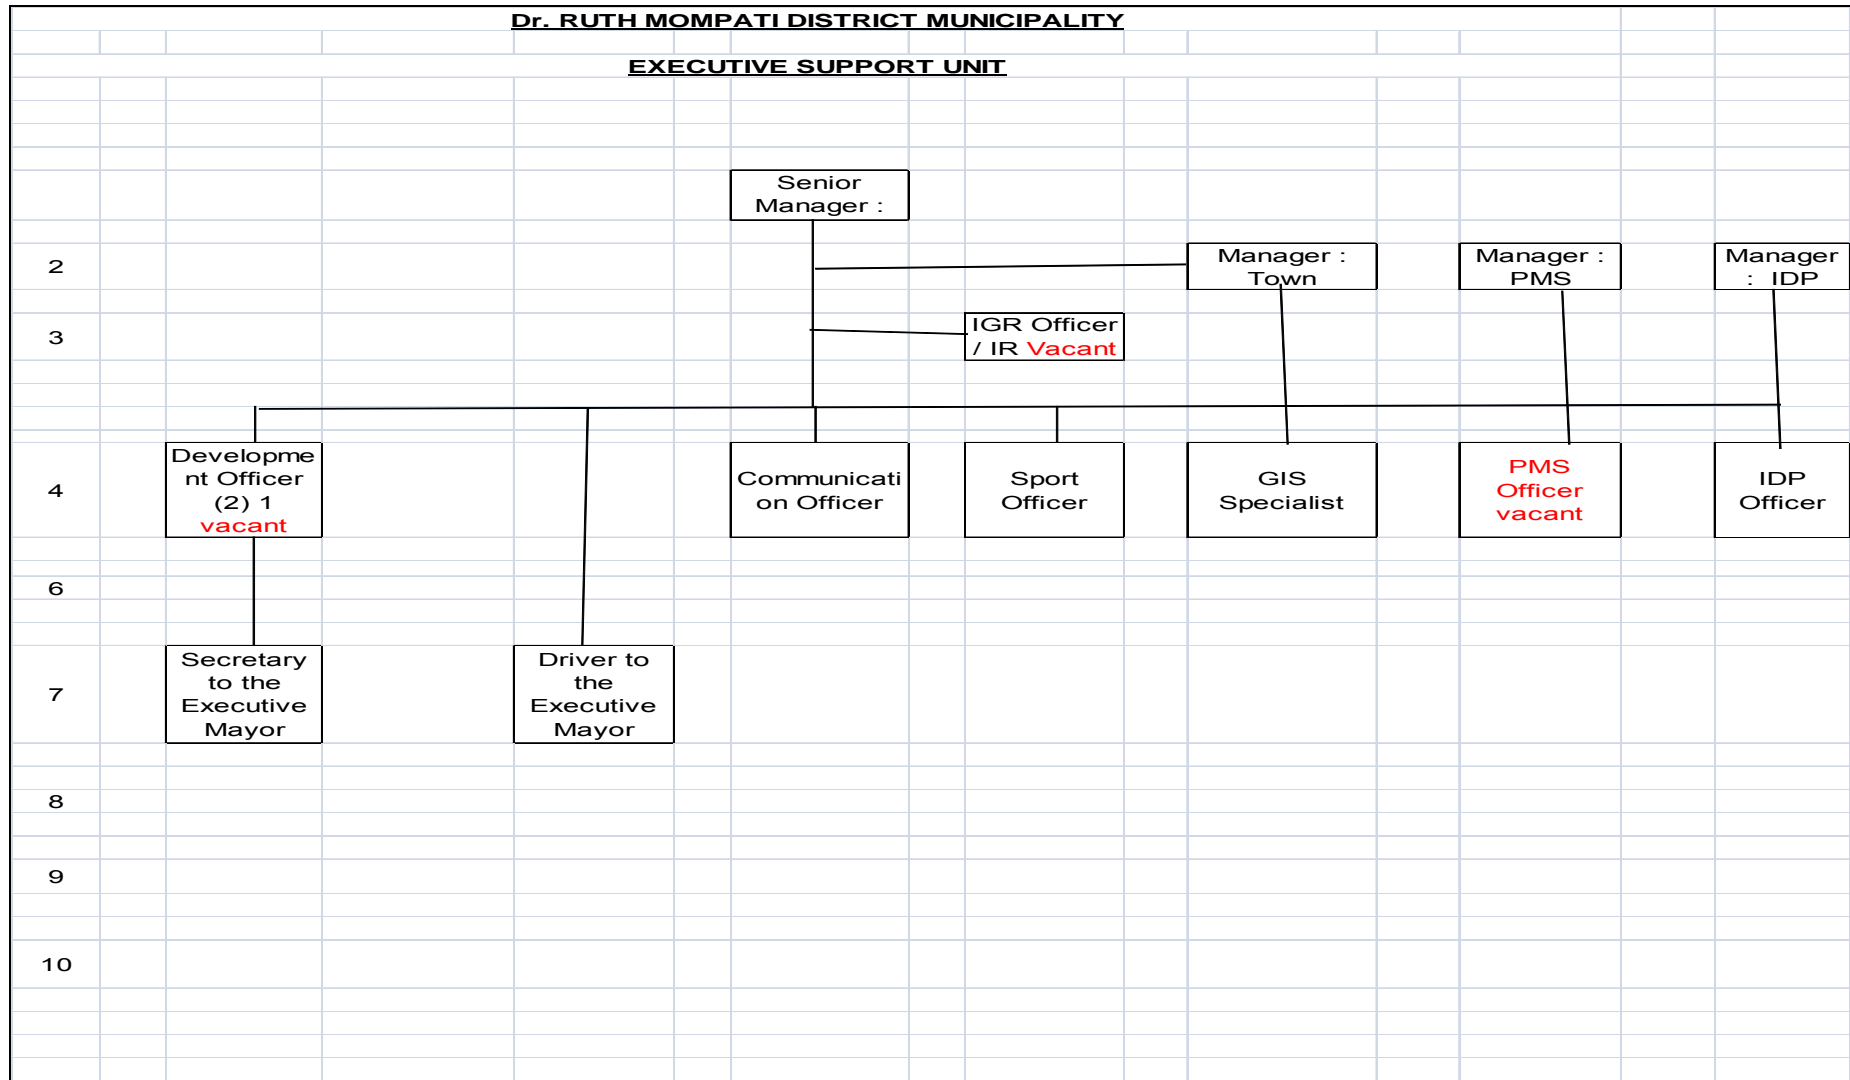 Dr. RUTH MOMPATI DISTRICT MUNICIPALITY
EXECUTIVE SUPPORT UNIT
Senior
Manager :
2
Manager :
Town
Manager :
PMS
Manager
: IDP
3
IGR Officer
/ IR Vacant
4
Developme
nt Officer
(2) 1
vacant
Communicati
on Officer
Sport
Officer
GIS
Specialist
PMS
Officer
vacant
IDP
Officer
6
7
Secretary
to the
Executive
Mayor
Driver to
the
Executive
Mayor
8
9
10